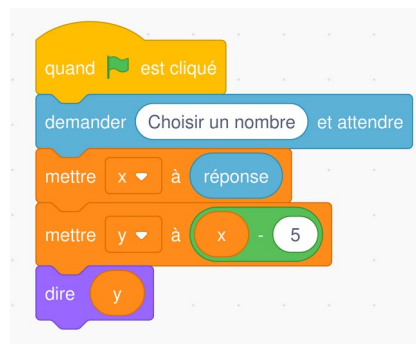 quand est cliqué
demander Choisir un nombre et attendre
mettre x à réponse
mettre y à x - 5
dire y